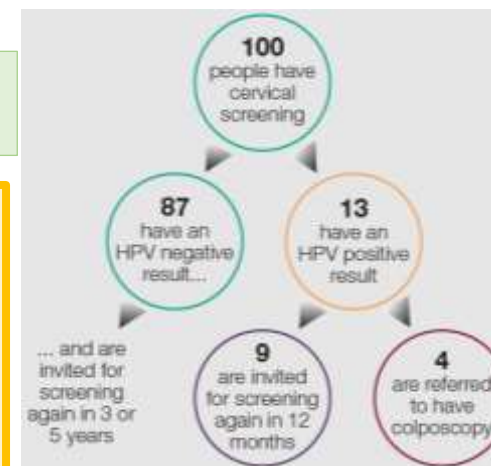 100
people have
cervical
screening
87
have an
HPV negative
result...
13
have an
HPV positive
result
... and are
invited for
screening
again in 3 or
5 years
9
are invited
for screening
again in 12
months
4
are referred
to have
colposcopy